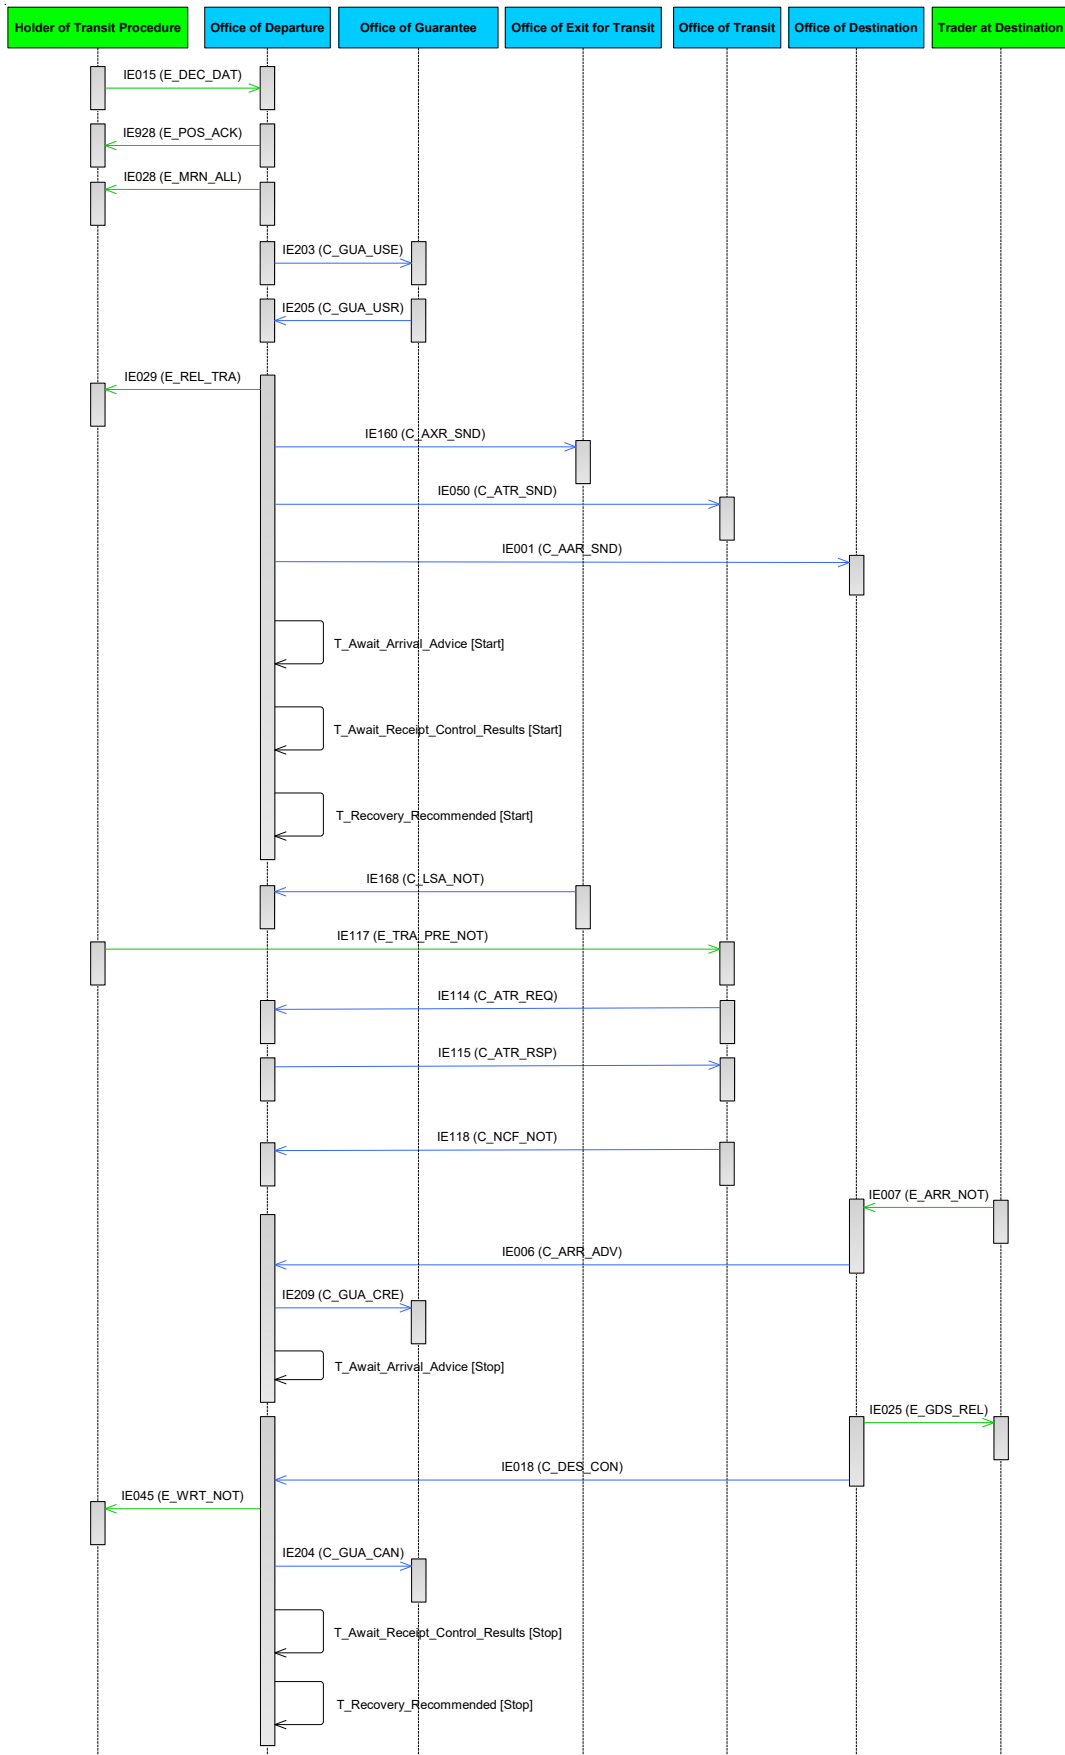 Holder of Transit Procedure
Office of Departure
Office of Guarantee
Office of Exit for Transit
Office of Transit
Office of Destination
Trader at Destination
IE015 (E_DEC_DAT)
IE928 (E_POS_ACK)
IE028 (E_MRN_ALL)
IE203 (C_GUA_USE)
IE205 (C_GUA_USR)
IE029 (E_REL_TRA)
IE160 (C_AXR_SND)
IE050 (C_ATR_SND)
IE001 (C_AAR_SND)
T_Await_Arrival_Advice [Start]
T_Await_Receipt_Control_Results [Start]
T_Recovery_Recommended [Start]
IE168 (C_LSA_NOT)
IE117 (E_TRA_PRE_NOT)
IE114 (C_ATR_REQ)
IE115 (C_ATR_RSP)
IE118 (C_NCF_NOT)
IE007 (E_ARR_NOT)
IE006 (C_ARR_ADV)
IE209 (C_GUA_CRE)
T_Await_Arrival_Advice [Stop]
IE025 (E_GDS_REL)
IE018 (C_DES_CON)
IE045 (E_WRT_NOT)
IE204 (C_GUA_CAN)
T_Await_Receipt_Control_Results [Stop]
T_Recovery_Recommended [Stop]